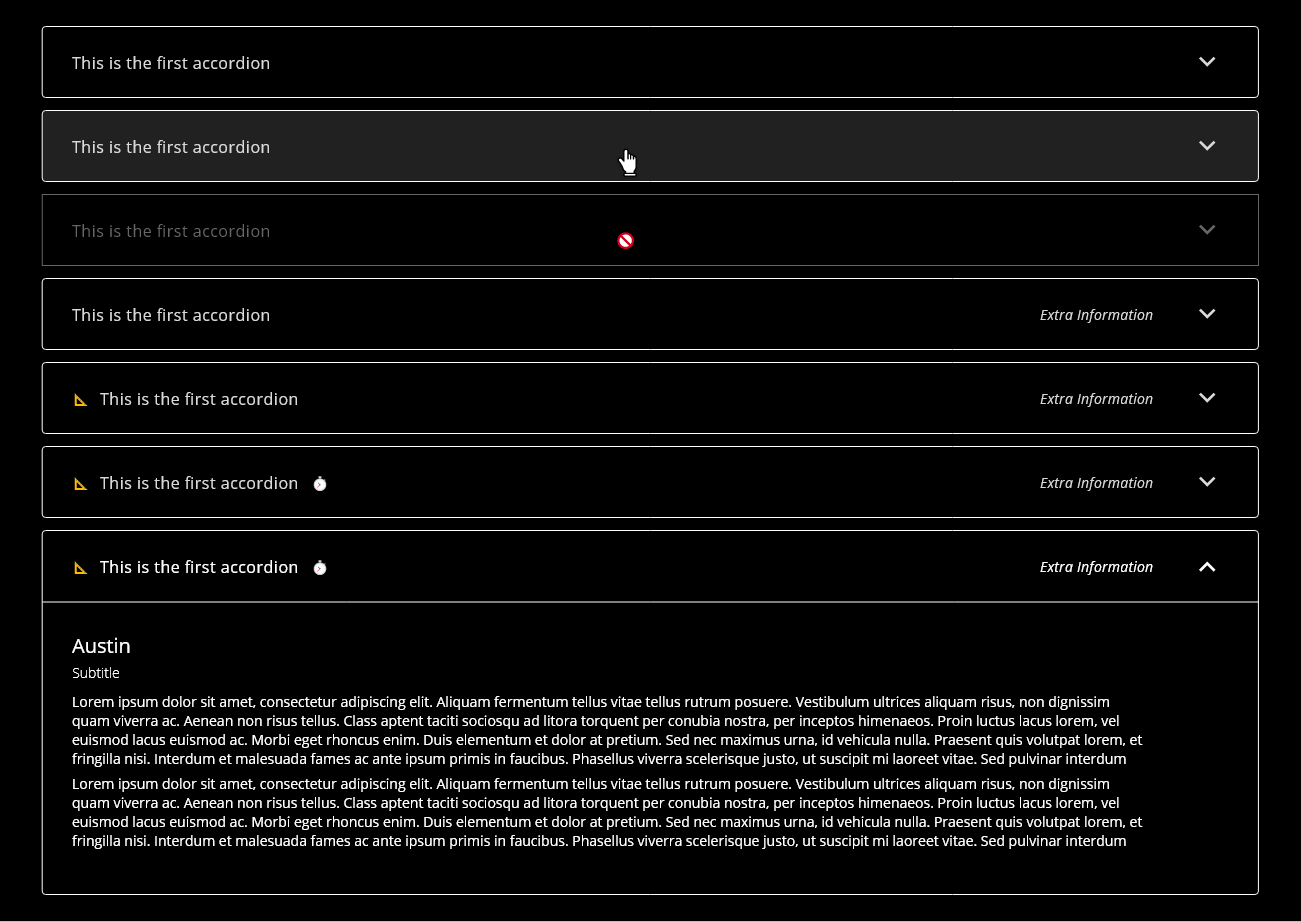 This is the first accordion
This is the first accordion
This is the first accordion
This is the first accordion Extra Information
This is the first accordion Extra Information
This is the first accordion Extra Information
This is the first accordion Extra Information
Austin
Subtitle
Lorem ipsum dolor sit amet, consectetur adipiscing elit. Aliquam fermentum tellus vitae tellus rutrum posuere. Vestibulum ultrices aliquam risus, non dignissim
quam viverra ac. Aenean non risus tellus. Class aptent taciti sociosqu ad litora torquent per conubia nostra, per inceptos himenaeos. Proin luctus lacus lorem, vel
euismod lacus euismod ac. Morbi eget rhoncus enim. Duis elementum et dolor at pretium. Sed nec maximus urna, id vehicula nulla. Praesent quis volutpat lorem, et
fringilla nisi. Interdum et malesuada fames ac ante ipsum primis in faucibus. Phasellus viverra scelerisque justo, ut suscipit mi laoreet vitae. Sed pulvinar interdum
Lorem ipsum dolor sit amet, consectetur adipiscing elit. Aliquam fermentum tellus vitae tellus rutrum posuere. Vestibulum ultrices aliquam risus, non dignissim
quam viverra ac. Aenean non risus tellus. Class aptent taciti sociosqu ad litora torquent per conubia nostra, per inceptos himenaeos. Proin luctus lacus lorem, vel
euismod lacus euismod ac. Morbi eget rhoncus enim. Duis elementum et dolor at pretium. Sed nec maximus urna, id vehicula nulla. Praesent quis volutpat lorem, et
fringilla nisi. Interdum et malesuada fames ac ante ipsum primis in faucibus. Phasellus viverra scelerisque justo, ut suscipit mi laoreet vitae. Sed pulvinar interdum